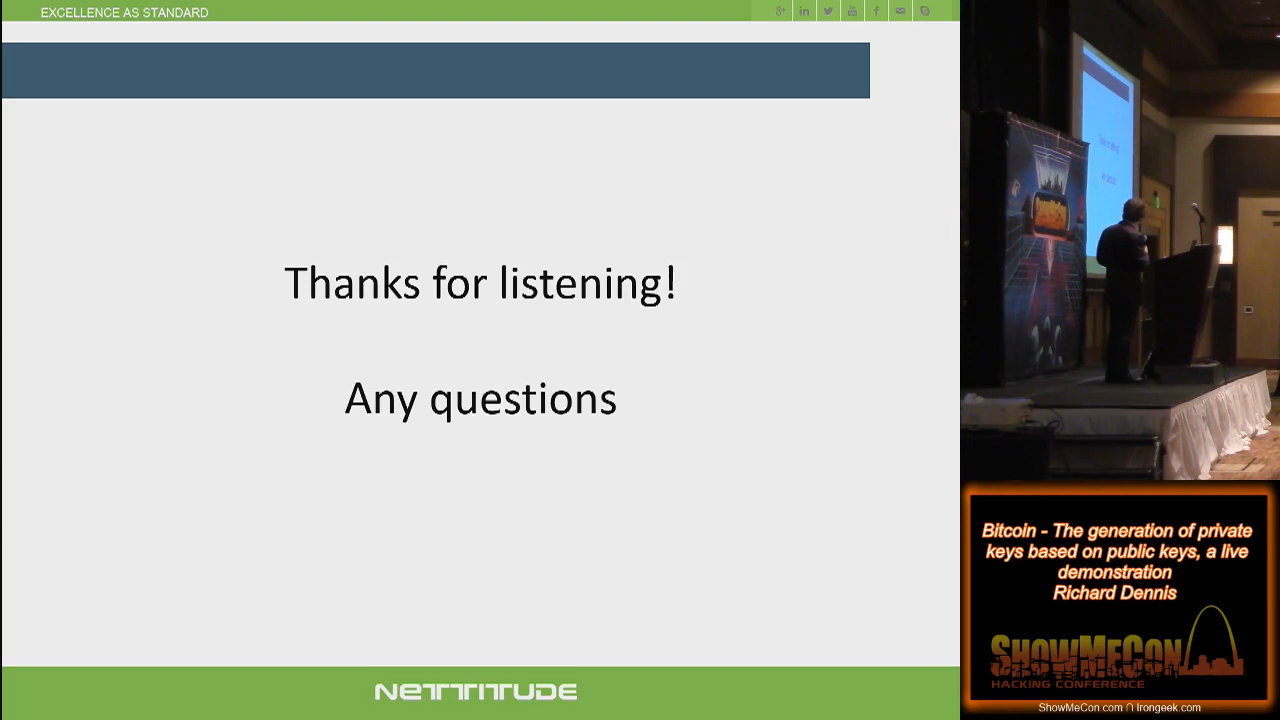 EXCELLENCE AS STANDARD
Thanks for listening!
Any questions
NETTITUDE
Bitcoin - The generation of private
keys based on public keys, a live
demonstration
Richard Dennis
SHOWMECON
HACKING CONFERENCE
ShowMeCon.com ∩ Irongeek.com